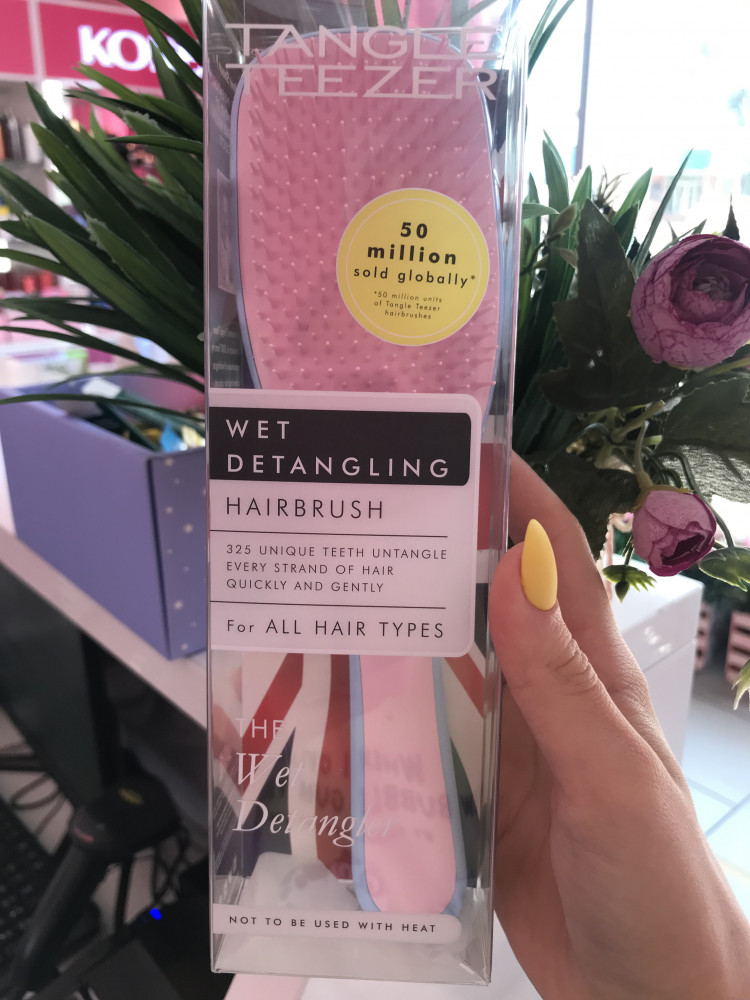 TANGLE
TEEZER
50
million
sold globally*
*50 million units
of Tangle Teezer
hairbrushes
WET
DETANGLING
HAIRBRUSH
325 UNIQUE TEETH UNTANGLE
EVERY STRAND OF HAIR
QUICKLY AND GENTLY
For ALL HAIR TYPES
THE
Wet
Detangler
NOT TO BE USED WITH HEAT